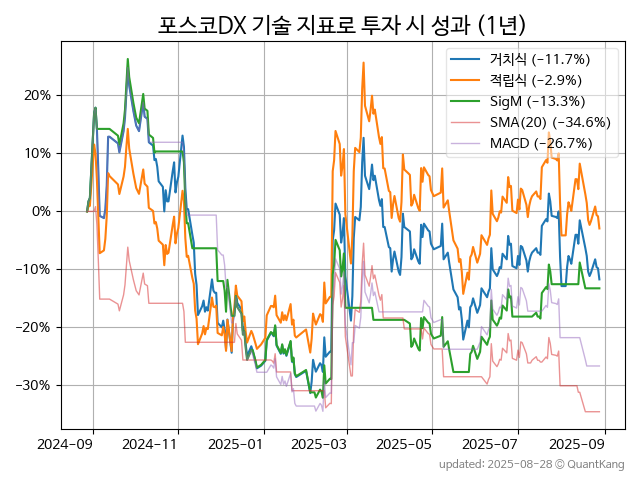 포스코DX 기술 지표로 투자 시 성과 (1년)
거치식 (−11.7%)
적립식 (−2.9%)
SigM (−13.3%)
SMA(20) (−34.6%)
MACD (−26.7%)
20%
10%
0%
−10%
−20%
−30%
2024-09 2024-11 2025-01 2025-03 2025-05 2025-07 2025-09
updated: 2025-08-28 © QuantKang